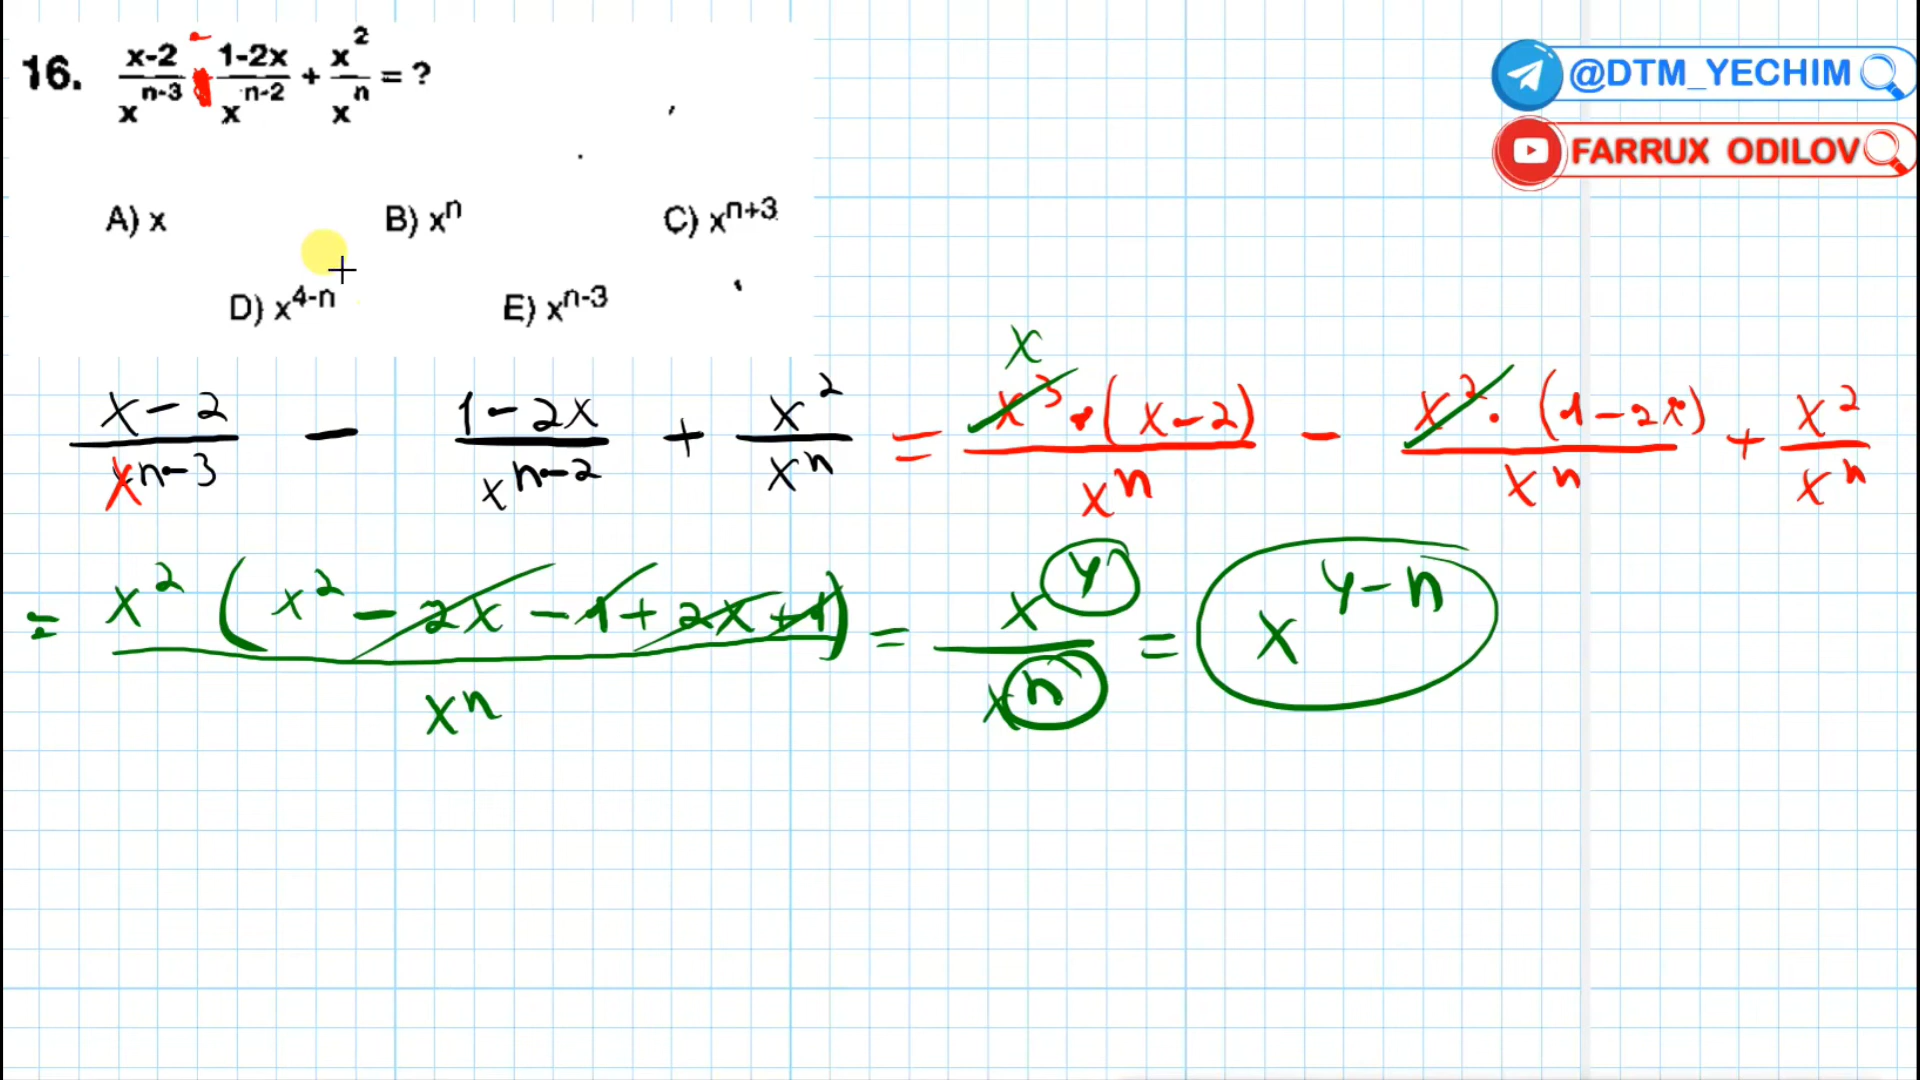 16. x-2/x^n-3 - 1-2x/x^n-2 + x^2/x^n = ?
@DTM_YECHIM
FARRUX ODILOV
A) x B) x^n C) x^n+3
D) x^4-n E) x^n-3
x-2/x^n-3 - 1-2x/x^n-2 + x^2/x^n = x^3·(x-2)/x^n - x^2·(1-2x)/x^n + x^2/x^n
x
= x^2(x^2-2x-1+2x+1)/x^n = x^4/x^n = x^4-n